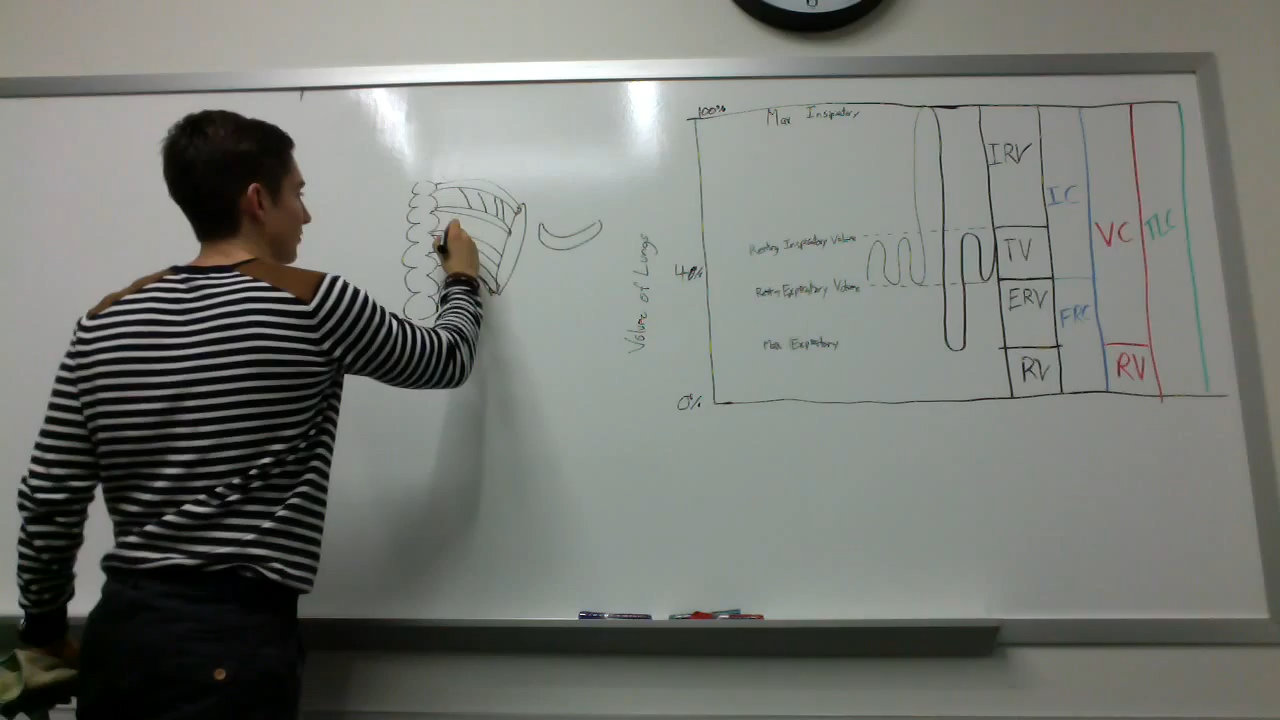 100%
Max Inspiratory
IRV
IC
VC
TLC
Volume of Lungs
Resting Inspiratory Volume
TV
40%
Resting Expiratory Volume
ERV
FRC
Max Expiratory
RV
RV
0%